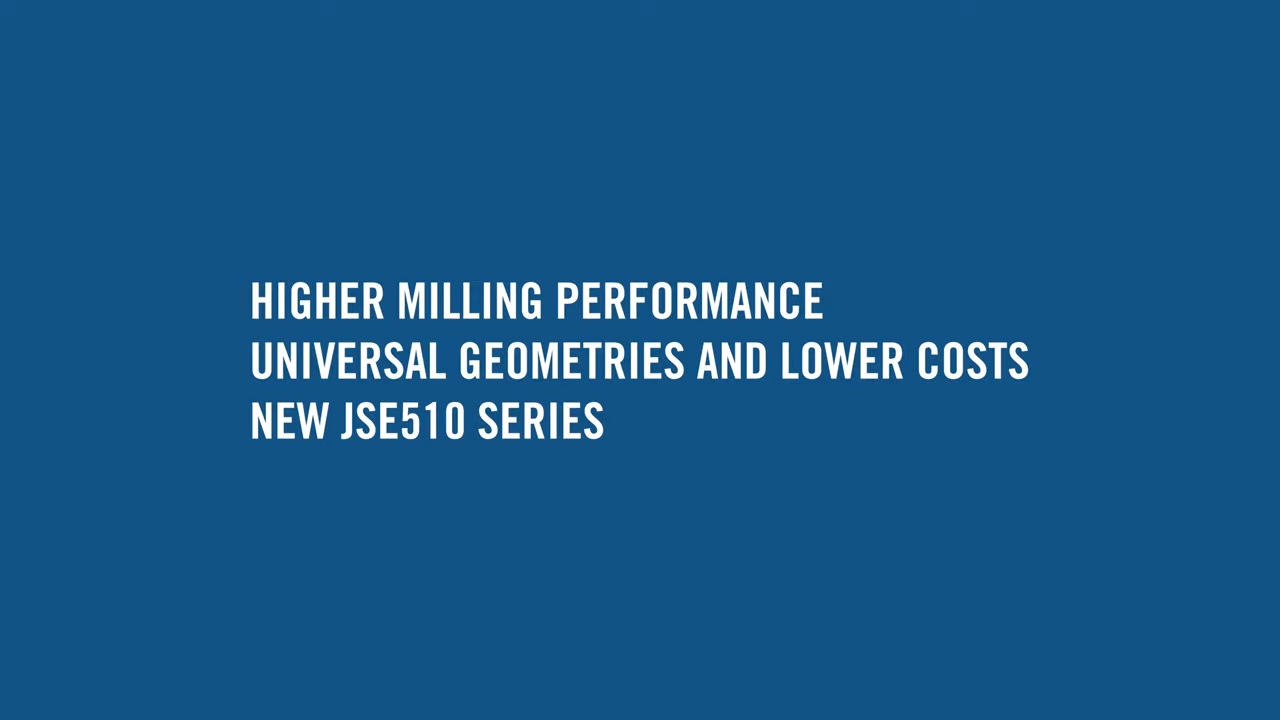 HIGHER MILLING PERFORMANCE
UNIVERSAL GEOMETRIES AND LOWER COSTS
NEW JSE510 SERIES